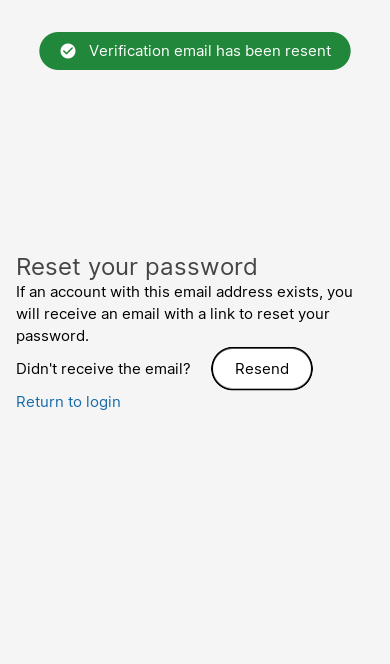 Verification email has been resent
Reset your password
If an account with this email address exists, you
will receive an email with a link to reset your
password.
Didn't receive the email? Resend
Return to login